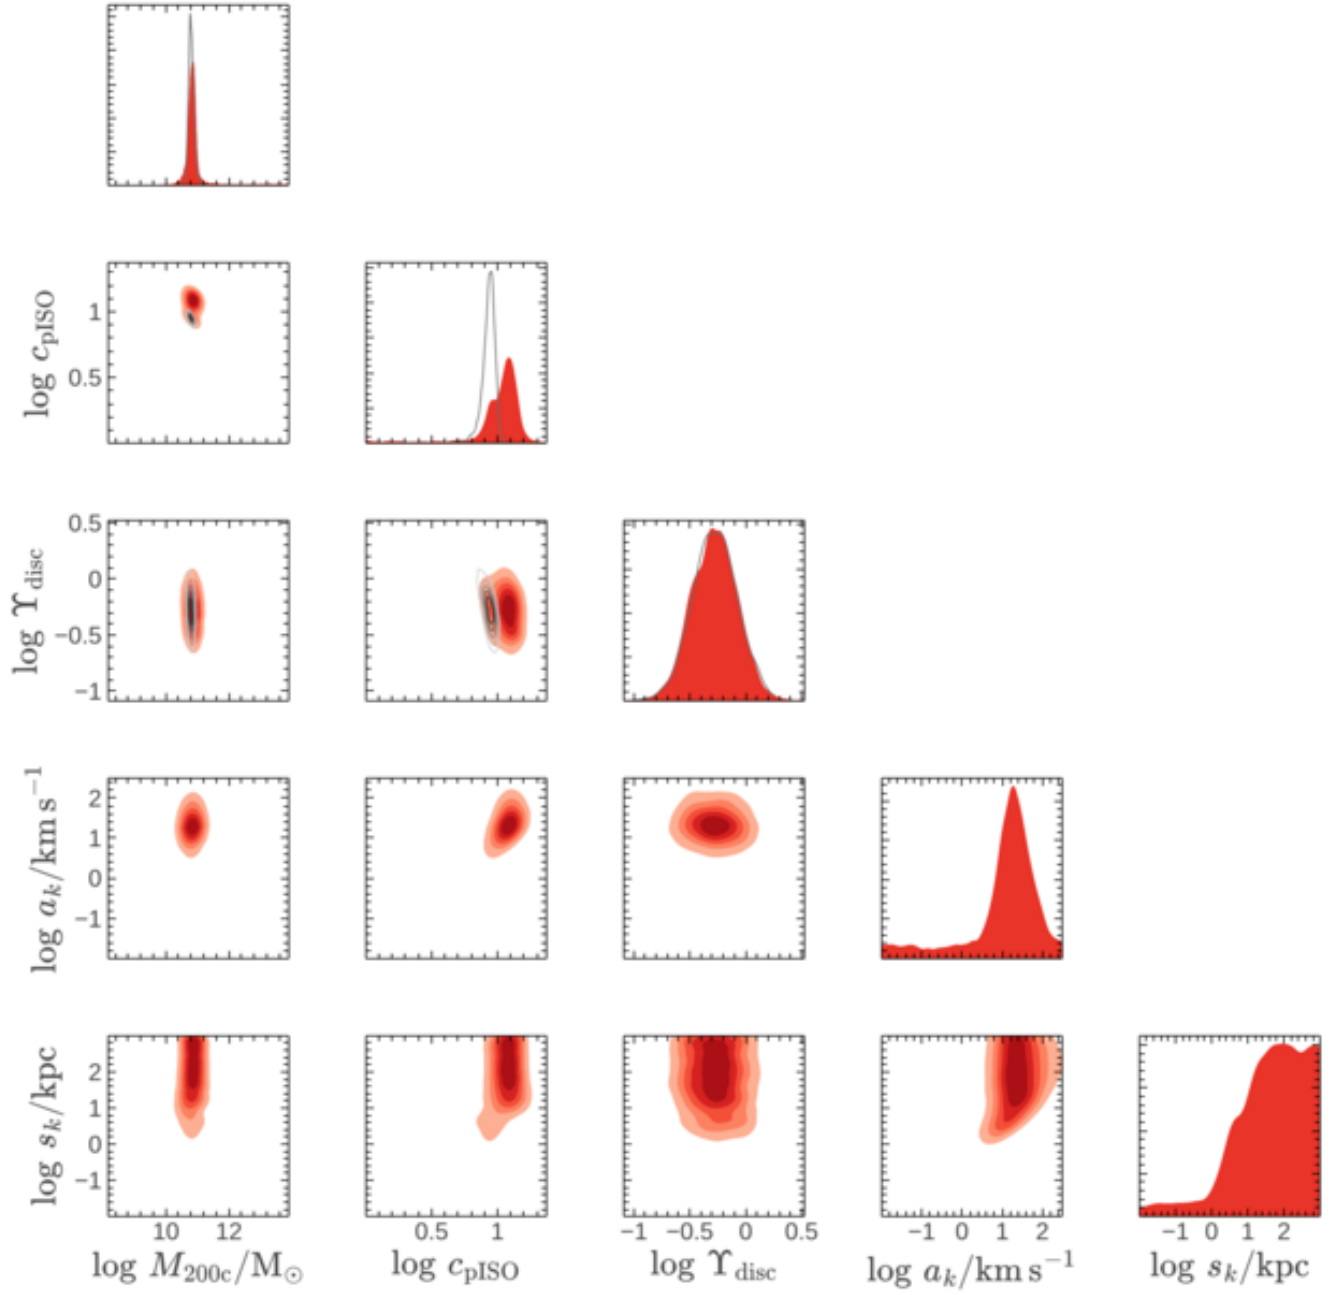 log c_pISO
1
0.5
log ϒ_disc
0.5
0
−0.5
−1
log a_k/km s^−1
2
1
0
−1
log s_k/kpc
2
1
0
−1
10 12
0.5 1
−1 −0.5 0 0.5
−1 0 1 2
−1 0 1 2
log M_200c/M_⊙
log c_pISO
log ϒ_disc
log a_k/km s^−1
log s_k/kpc